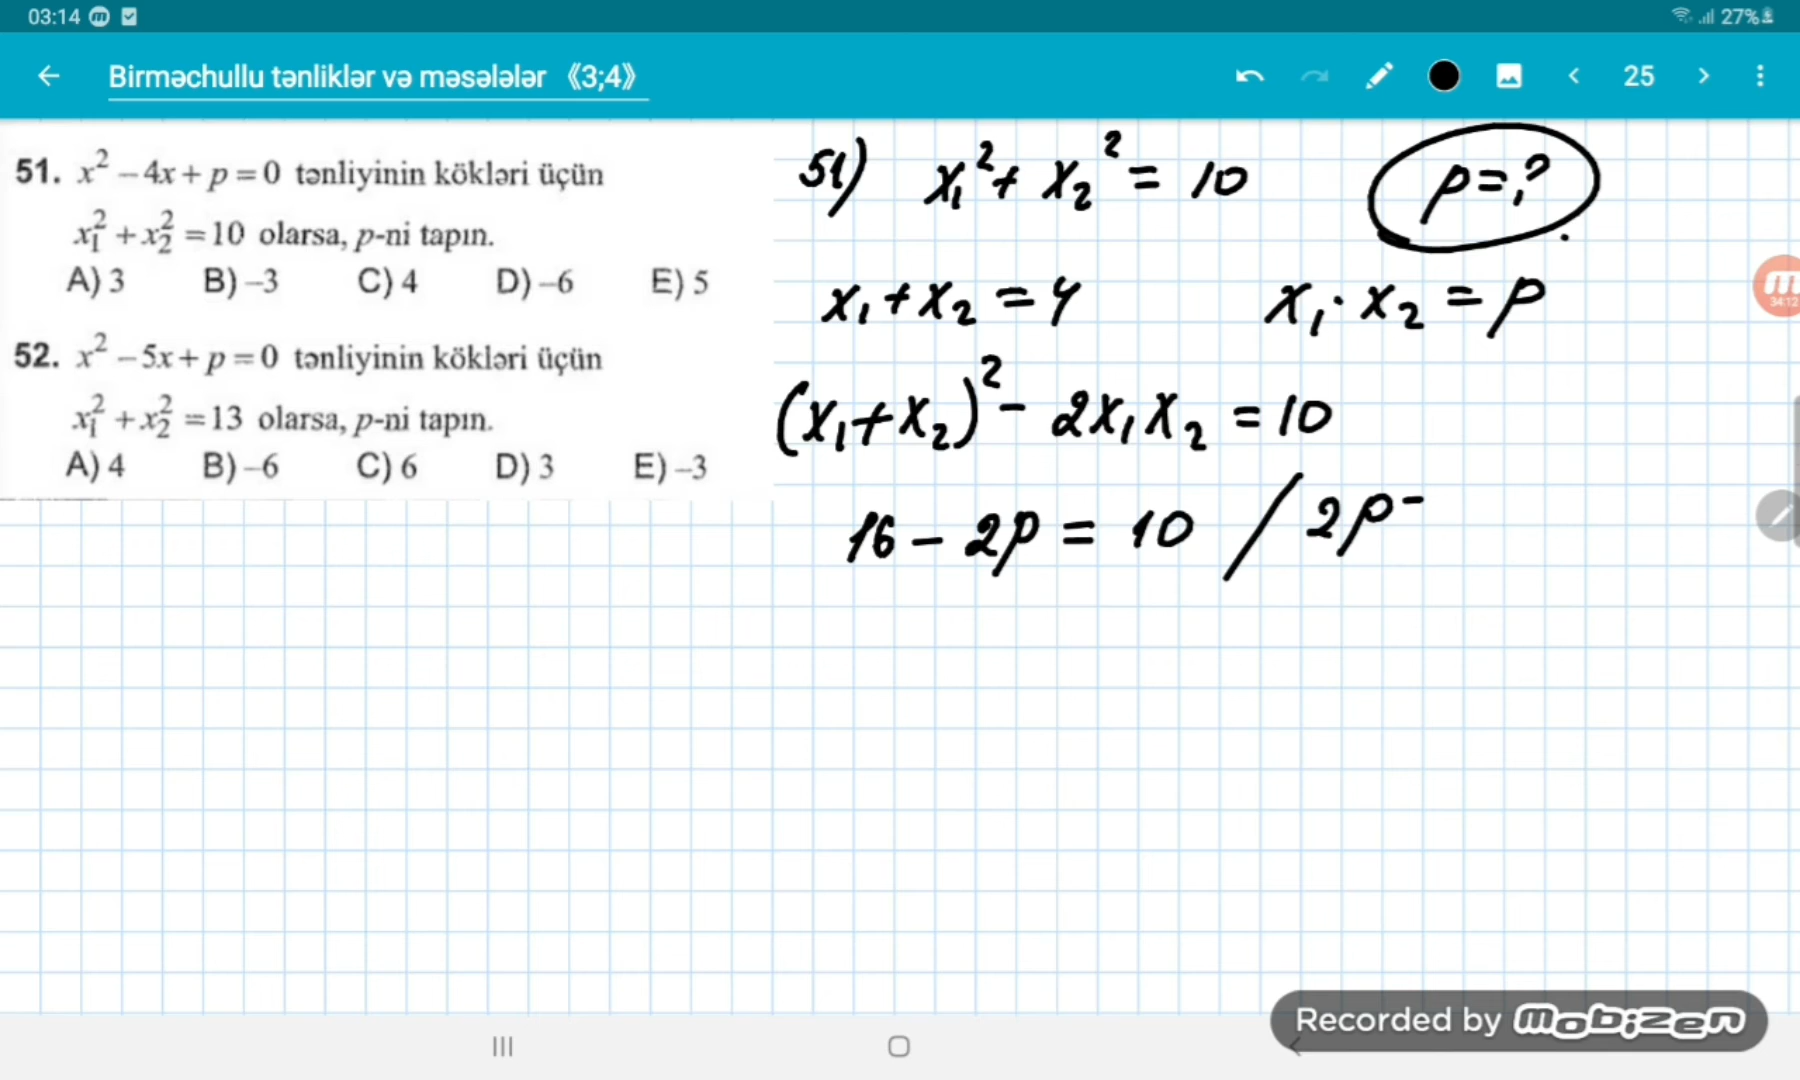 03:14
27%
Birməchullu tənliklər və məsələlər 《3;4》
25
51. x² – 4x + p = 0 tənliyinin kökləri üçün
x₁² + x₂² = 10 olarsa, p-ni tapın.
A) 3 B) –3 C) 4 D) –6 E) 5
52. x² – 5x + p = 0 tənliyinin kökləri üçün
x₁² + x₂² = 13 olarsa, p-ni tapın.
A) 4 B) –6 C) 6 D) 3 E) –3
51) x₁² + x₂² = 10 p = ?
x₁ + x₂ = 4 x₁ · x₂ = p
(x₁ + x₂)² - 2x₁x₂ = 10
16 – 2p = 10 / 2p -
34:12
Recorded by Mobizen